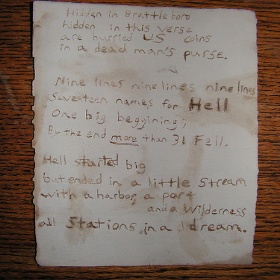 Hidden in Brattleboro
hidden in this verse
are hurried US Coins
in a dead man's purse.
Nine lines nine lines nine lines
Seventeen names for Hell
One big beggining;
By the end more than 31 Fell.
Hell started big
but ended in a little Stream
with a harbor, a port
and a Wilderness
all Stations in a dream.